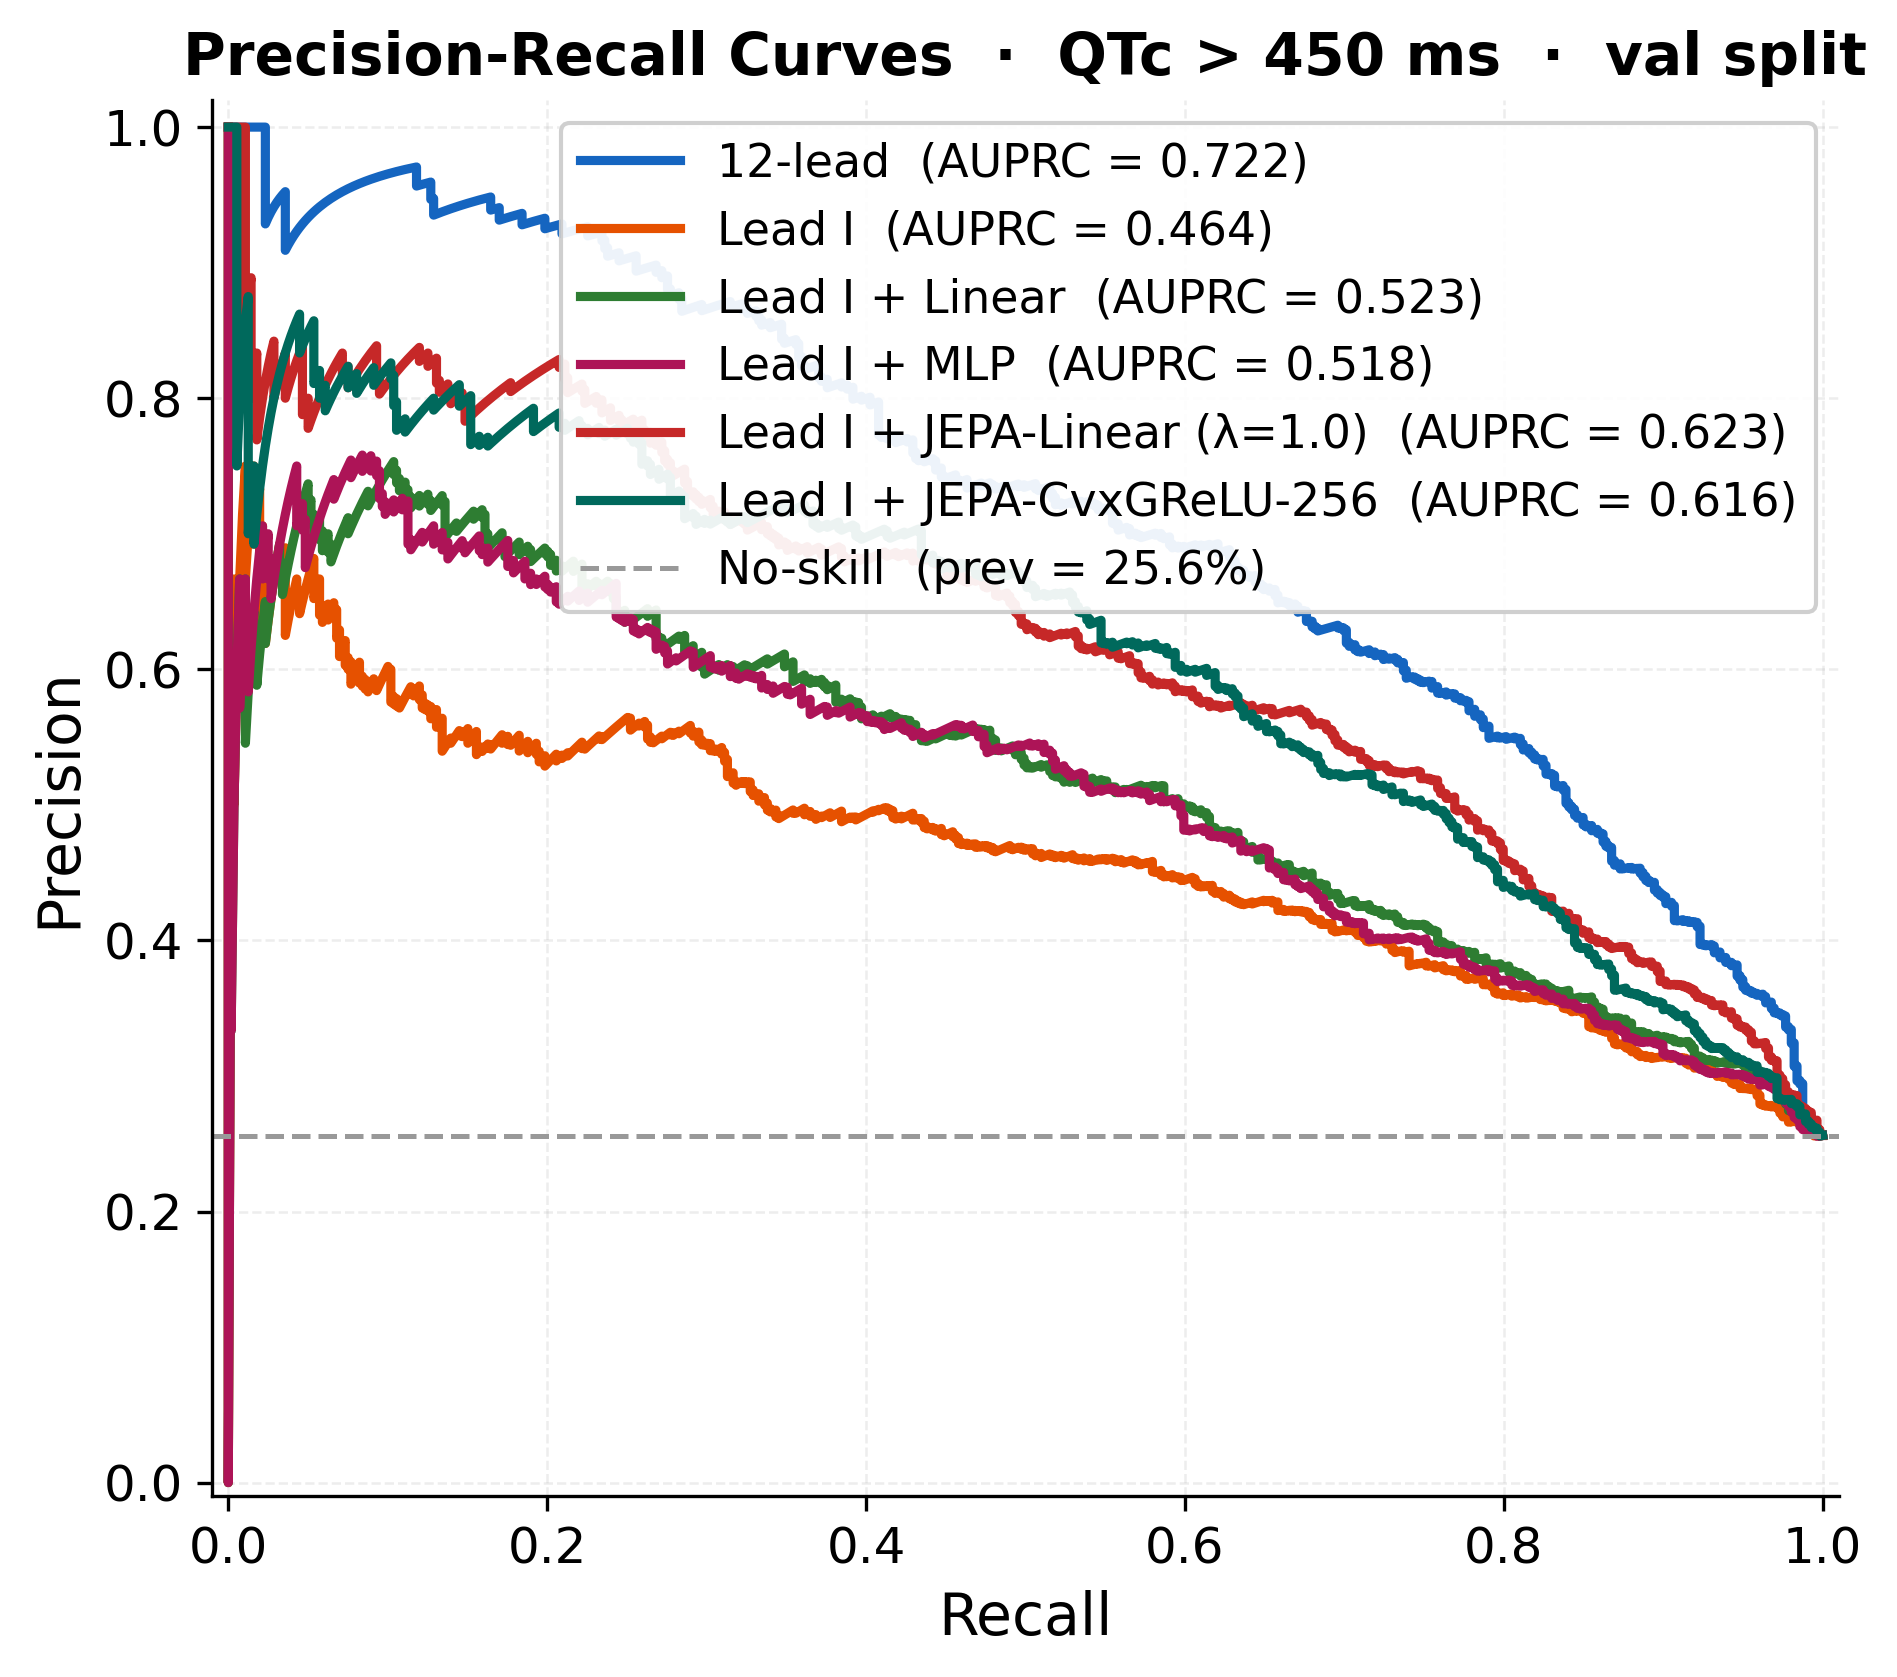 Precision-Recall Curves · QTc > 450 ms · val split
1.0
0.8
0.6
0.4
0.2
0.0
Precision
12-lead (AUPRC = 0.722)
Lead I (AUPRC = 0.464)
Lead I + Linear (AUPRC = 0.523)
Lead I + MLP (AUPRC = 0.518)
Lead I + JEPA-Linear (λ=1.0) (AUPRC = 0.623)
Lead I + JEPA-CvxGReLU-256 (AUPRC = 0.616)
No-skill (prev = 25.6%)
0.0 0.2 0.4 0.6 0.8 1.0
Recall